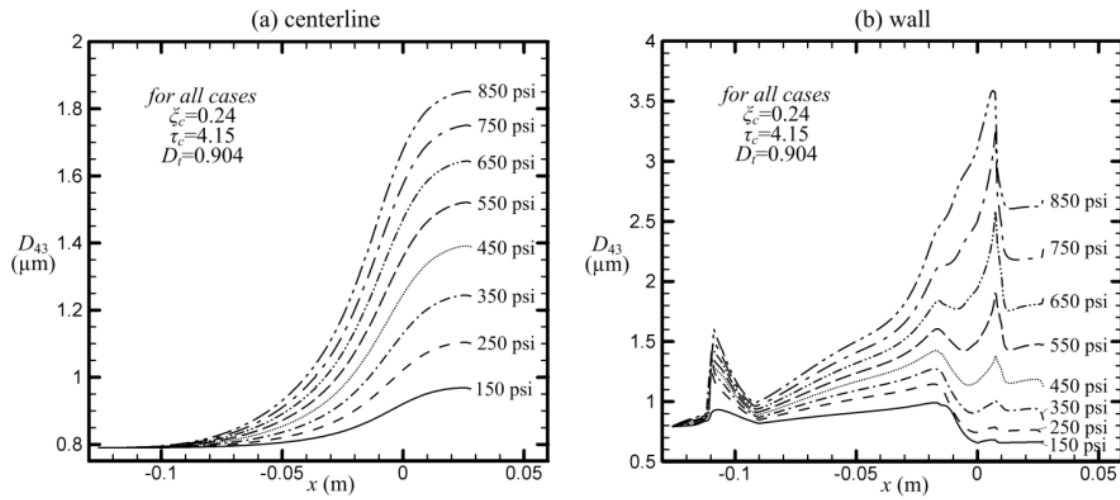 (a) centerline
2
1.8
1.6
1.4
1.2
1
0.8
D43
(μm)
for all cases
ξc=0.24
τc=4.15
Dt=0.904
850 psi
750 psi
650 psi
550 psi
450 psi
350 psi
250 psi
150 psi
-0.1
-0.05
0
0.05
x (m)
(b) wall
4
3.5
3
2.5
2
1.5
1
0.5
D43
(μm)
for all cases
ξc=0.24
τc=4.15
Dt=0.904
850 psi
750 psi
650 psi
550 psi
450 psi
350 psi
250 psi
150 psi
-0.1
-0.05
0
0.05
x (m)